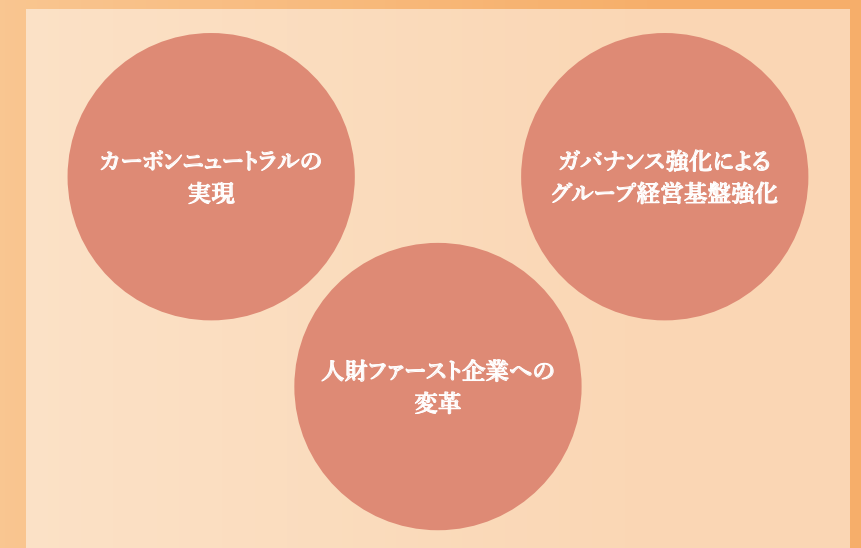 カーボンニュートラルの
実現
ガバナンス強化による
グループ経営基盤強化
人財ファースト企業への
変革